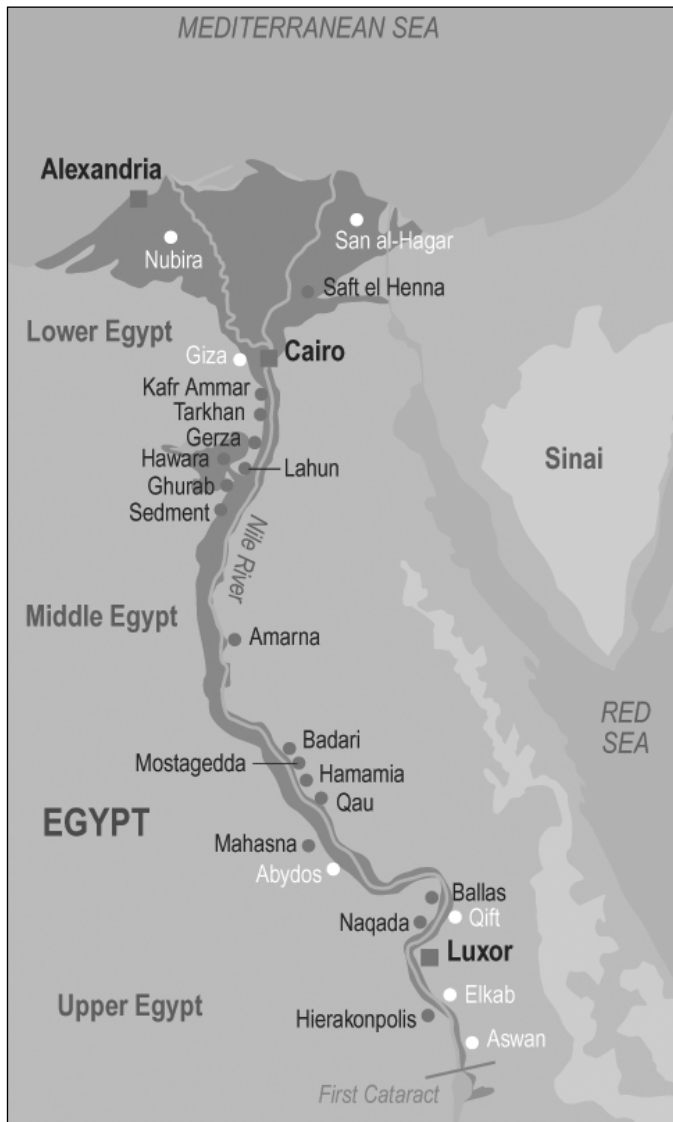 MEDITERRANEAN SEA
Alexandria
San al-Hagar
Nubira
Saft el Henna
Lower Egypt
Cairo
Giza
Kafr Ammar
Tarkhan
Gerza
Hawara
Lahun
Sinai
Ghurab
Sedment
Nile River
Middle Egypt
Amarna
RED
SEA
Badari
Mostagedda
Hamamia
Qau
EGYPT
Mahasna
Abydos
Ballas
Naqada
Qift
Luxor
Elkab
Upper Egypt
Hierakonpolis
Aswan
First Cataract